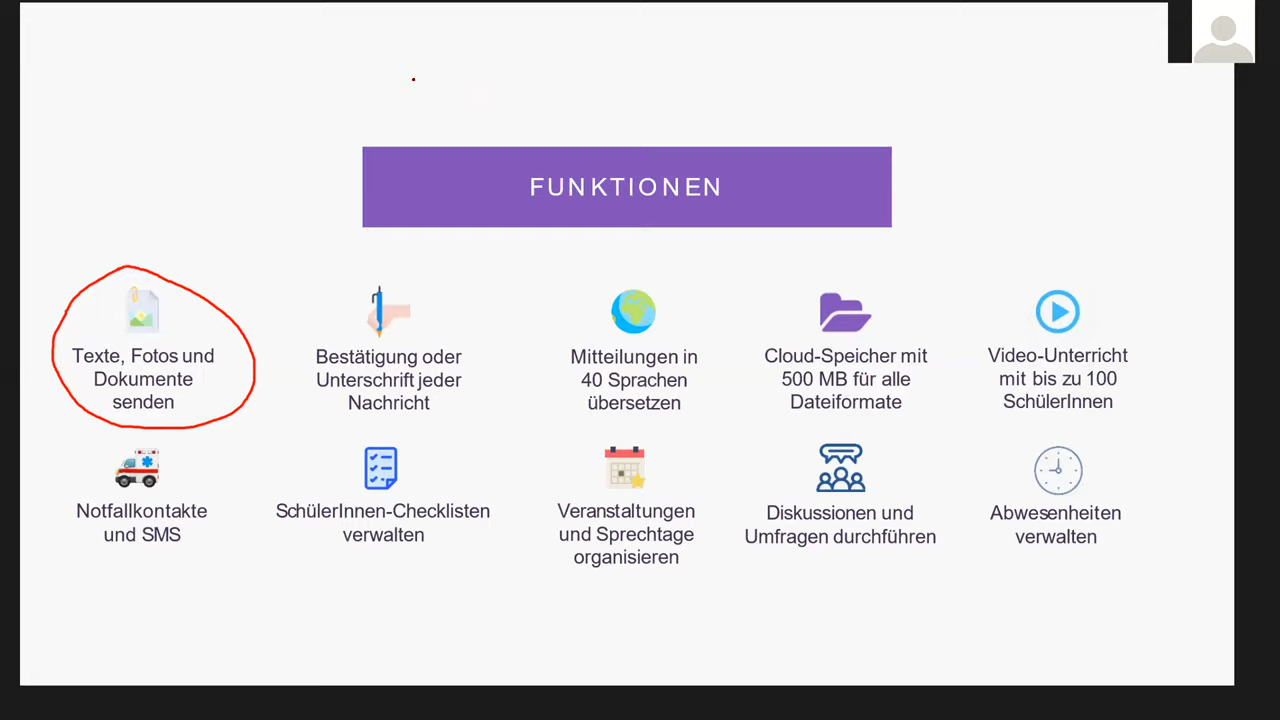 FUNKTIONEN
Texte, Fotos und
Dokumente
senden
Bestätigung oder
Unterschrift jeder
Nachricht
Mitteilungen in
40 Sprachen
übersetzen
Cloud-Speicher mit
500 MB für alle
Dateiformate
Video-Unterricht
mit bis zu 100
SchülerInnen
Notfallkontakte
und SMS
SchülerInnen-Checklisten
verwalten
Veranstaltungen
und Sprechtage
organisieren
Diskussionen und
Umfragen durchführen
Abwesenheiten
verwalten